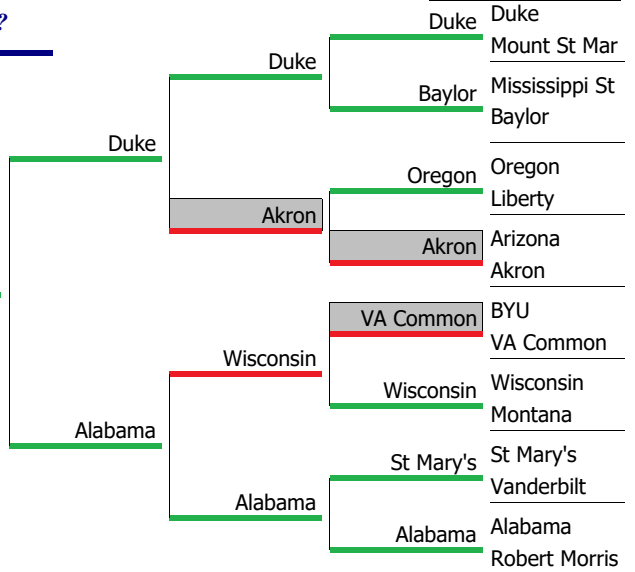 ?
Duke
Mount St Mar
Mississippi St
Baylor
Oregon
Liberty
Arizona
Akron
BYU
VA Common
Wisconsin
Montana
St Mary's
Vanderbilt
Alabama
Robert Morris
Duke
Baylor
Oregon
Akron
VA Common
Wisconsin
St Mary's
Alabama
Duke
Akron
Wisconsin
Alabama
Duke
Alabama